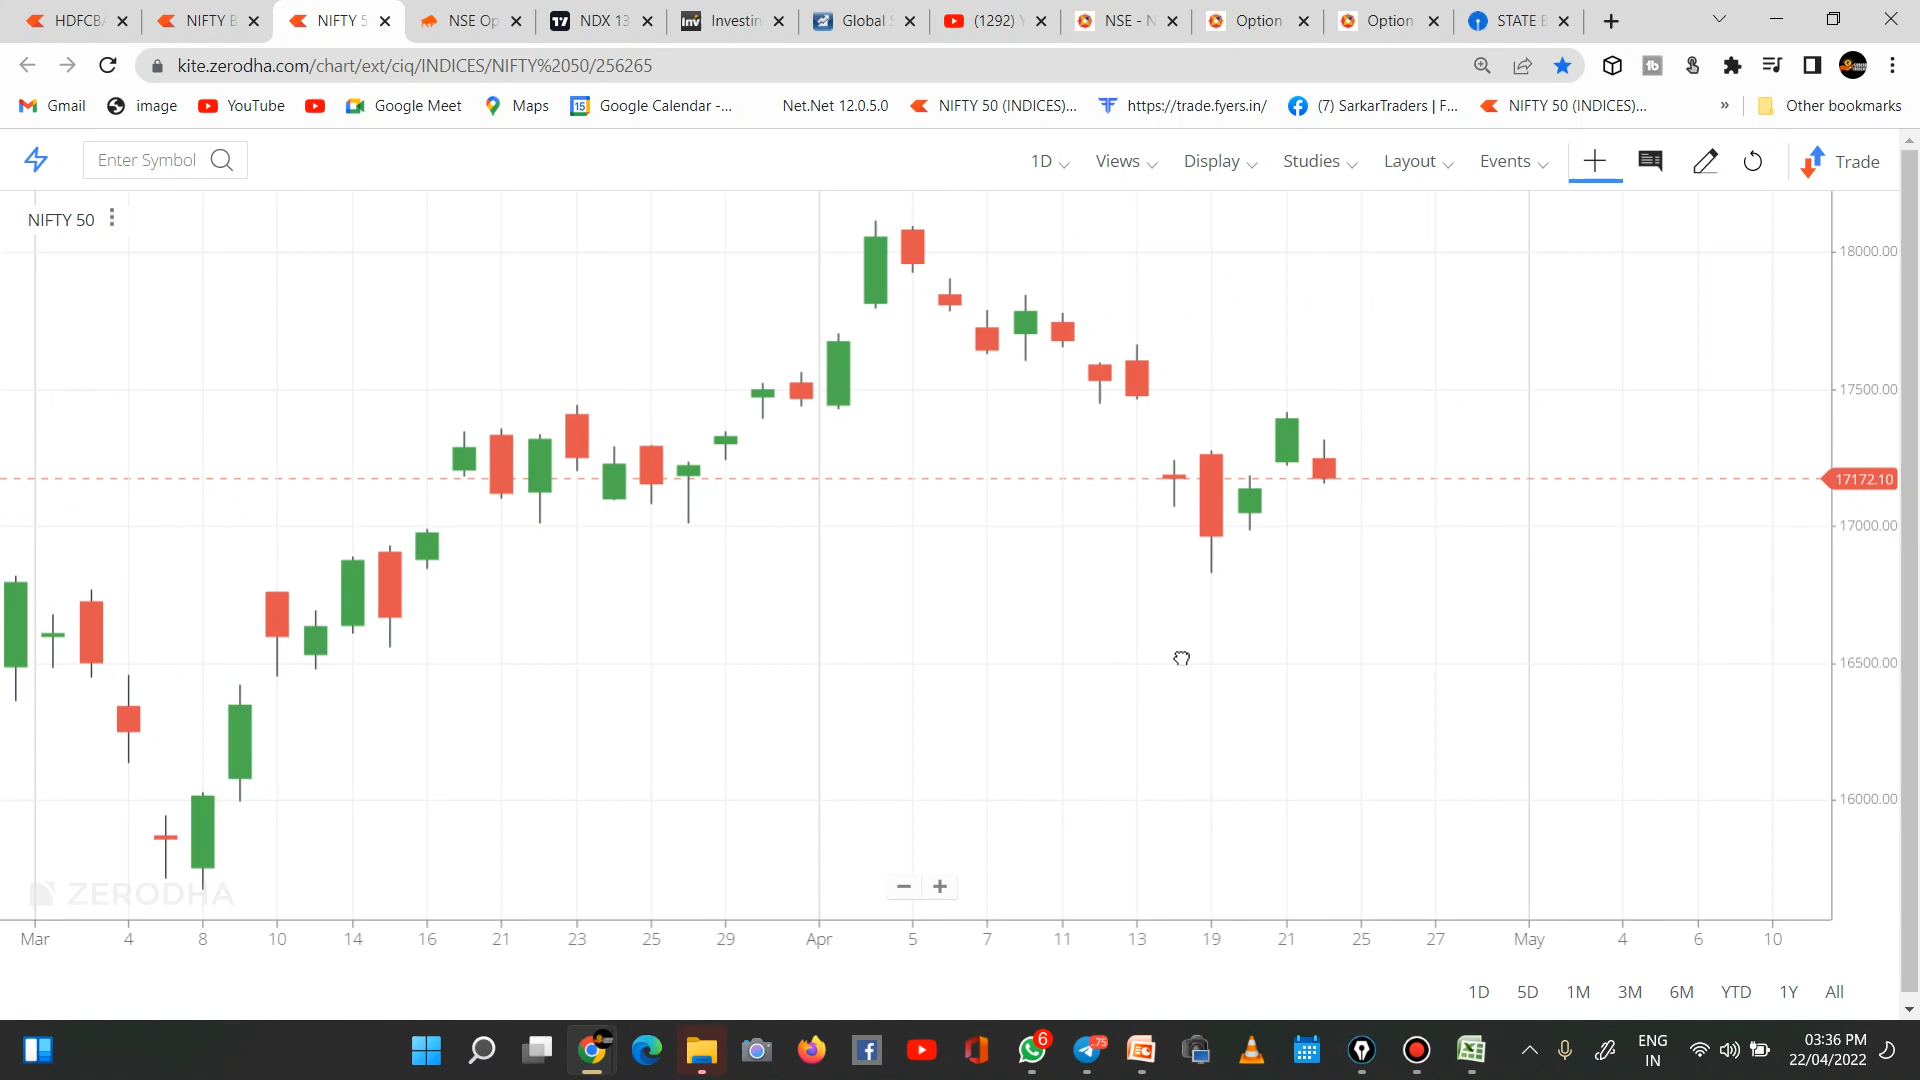 HDFCBA
NIFTY B
NIFTY 5
NSE Op
NDX 13
Investin
Global S
(1292) Y
NSE - N
Option
Option
STATE B
kite.zerodha.com/chart/ext/ciq/INDICES/NIFTY%2050/256265
Gmail
image
YouTube
Google Meet
Maps
Google Calendar -...
Net.Net 12.0.5.0
NIFTY 50 (INDICES)...
https://trade.fyers.in/
(7) SarkarTraders | F...
NIFTY 50 (INDICES)...
»
Other bookmarks
Enter Symbol
1D
Views
Display
Studies
Layout
Events
Trade
NIFTY 50
18000.00
17500.00
17172.10
17000.00
16500.00
16000.00
ZERODHA
Mar 4 8 10 14 16 21 23 25 29 Apr 5 7 11 13 19 21 25 27 May 4 6 10
1D 5D 1M 3M 6M YTD 1Y All
6
75
ENG
IN
03:36 PM
22/04/2022